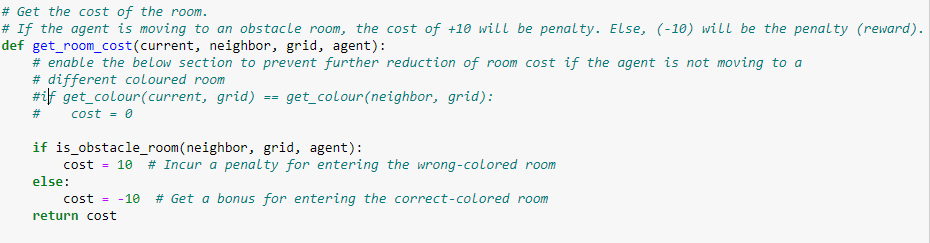 # Get the cost of the room.
# If the agent is moving to an obstacle room, the cost of +10 will be penalty. Else, (-10) will be the penalty (reward).
def get_room_cost(current, neighbor, grid, agent):
    # enable the below section to prevent further reduction of room cost if the agent is not moving to a
    # different coloured room
    #if get_colour(current, grid) == get_colour(neighbor, grid):
    #    cost = 0
    if is_obstacle_room(neighbor, grid, agent):
        cost = 10  # Incur a penalty for entering the wrong-colored room
    else:
        cost = -10  # Get a bonus for entering the correct-colored room
    return cost